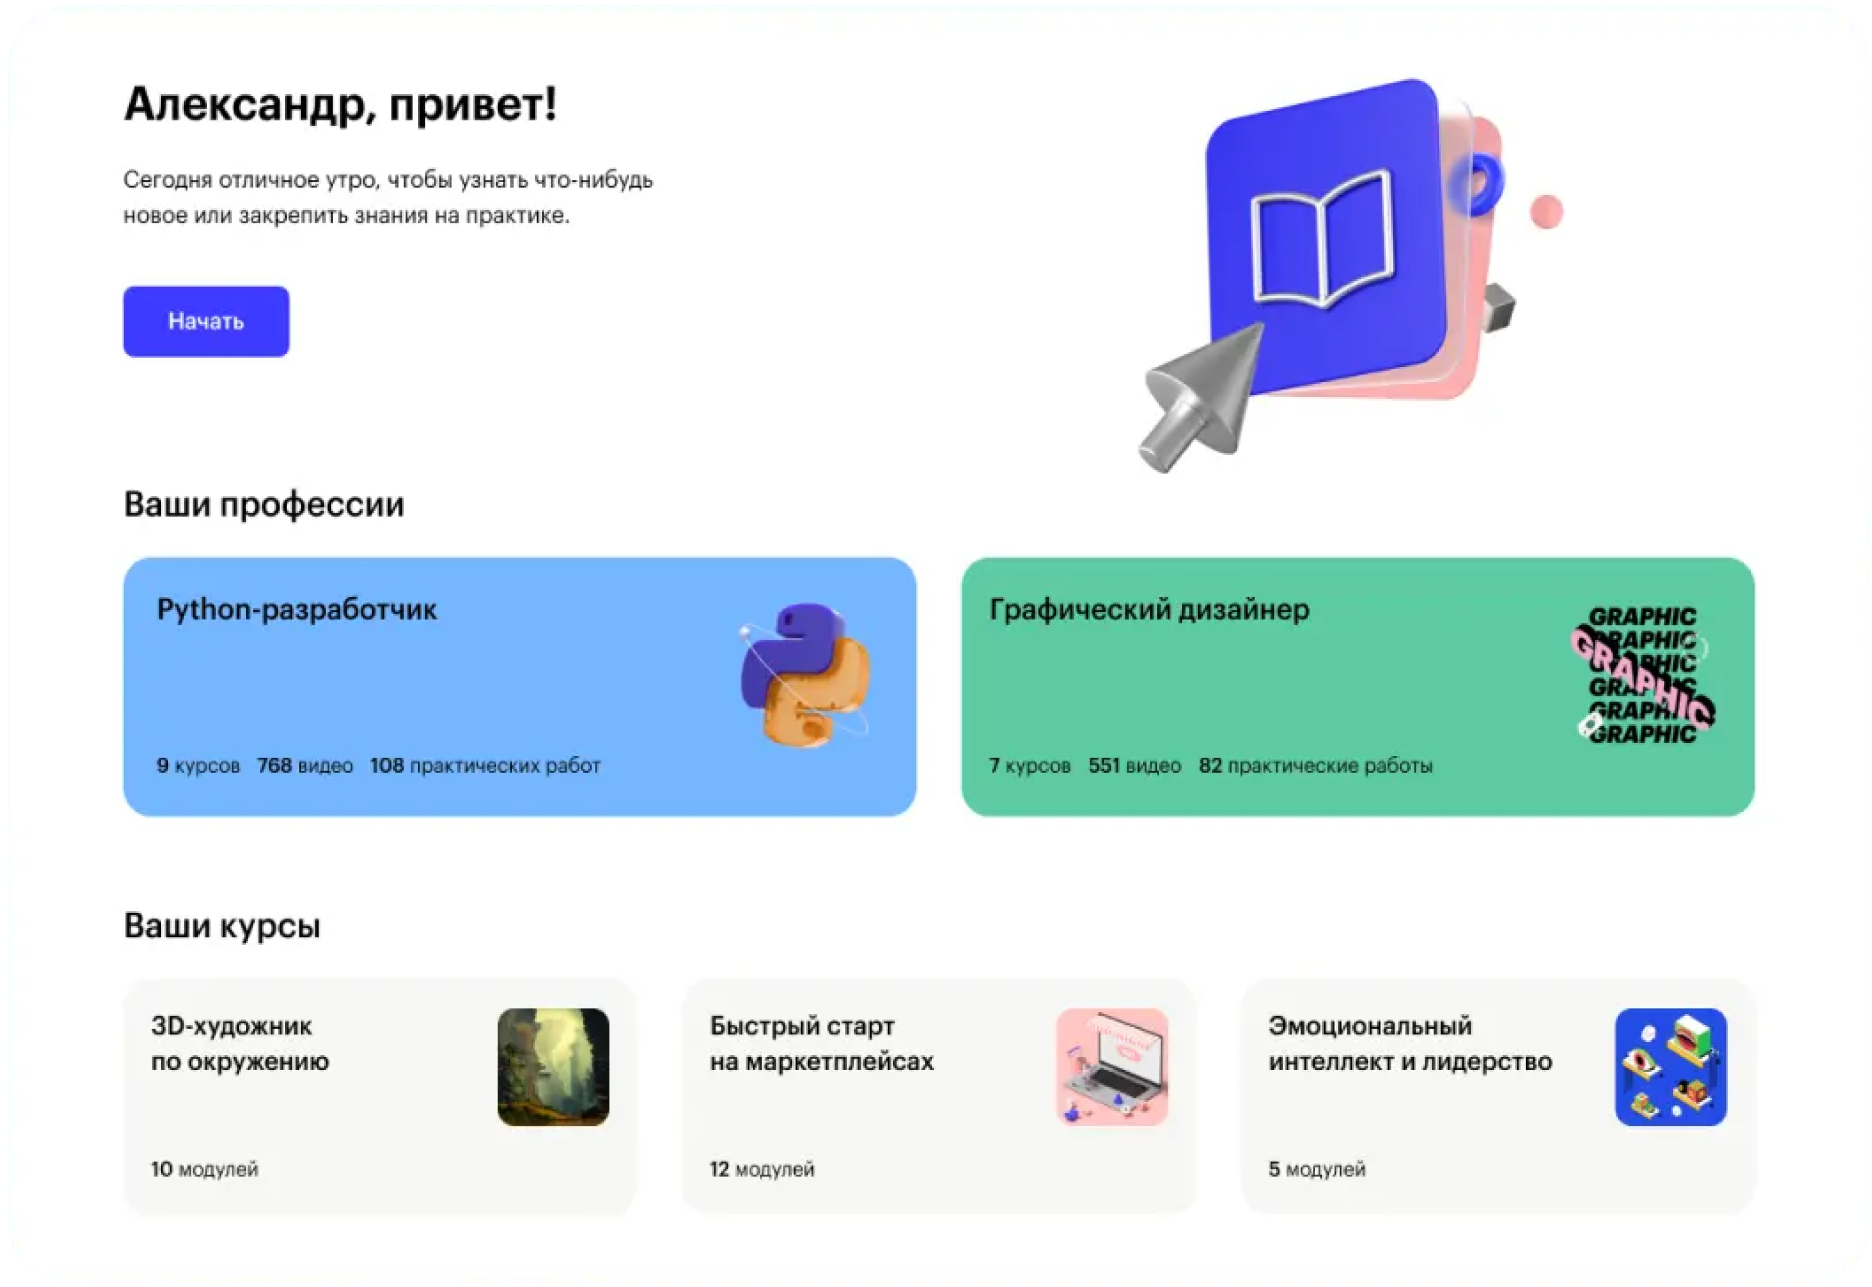 Александр, привет!
Сегодня отличное утро, чтобы узнать что-нибудь
новое или закрепить знания на практике.
Начать
Ваши профессии
Python-разработчик
9 курсов 768 видео 108 практических работ
Графический дизайнер
GRAPHIC
GRAPHIC
GRAPHIC
GRAPHIC
GRAPHIC
GRAPHIC
GRAPHIC
7 курсов 551 видео 82 практические работы
Ваши курсы
3D-художник
по окружению
10 модулей
Быстрый старт
на маркетплейсах
12 модулей
Эмоциональный
интеллект и лидерство
5 модулей